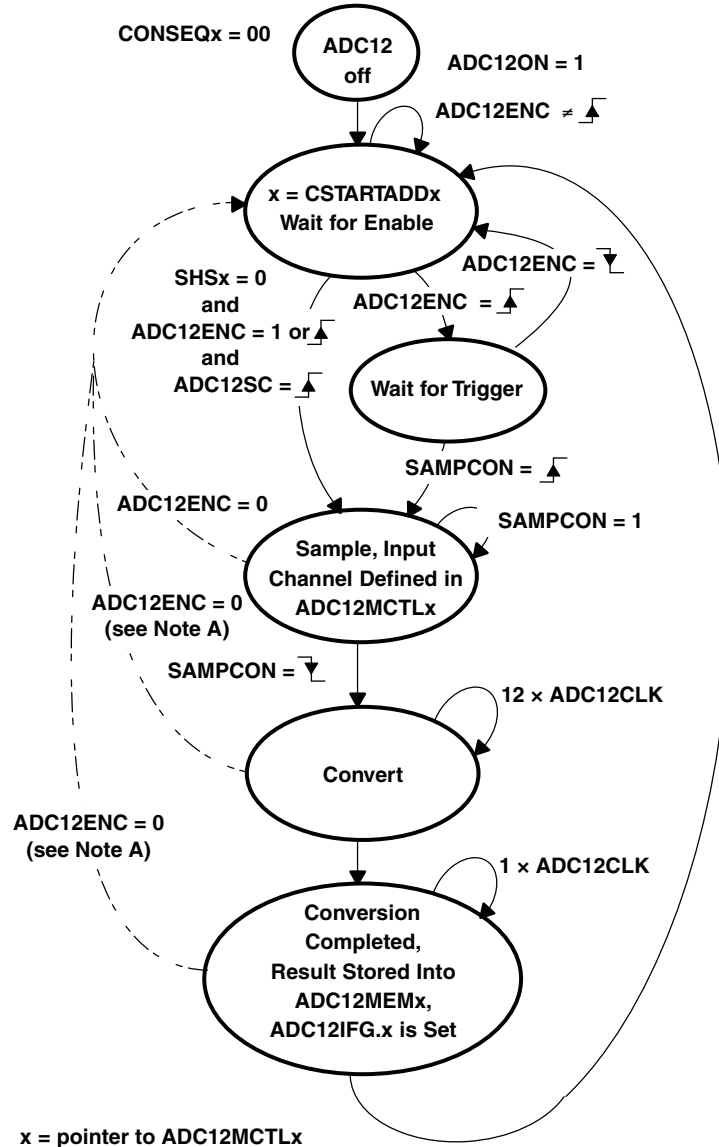 CONSEQx = 00
ADC12
off
ADC12ON = 1
ADC12ENC ≠
x = CSTARTADDx
Wait for Enable
ADC12ENC =
SHSx = 0
and
ADC12ENC = 1 or
and
ADC12SC =
ADC12ENC =
Wait for Trigger
SAMPCON =
ADC12ENC = 0
SAMPCON = 1
Sample, Input
Channel Defined in
ADC12MCTLx
ADC12ENC = 0
(see Note A)
SAMPCON =
12 × ADC12CLK
Convert
ADC12ENC = 0
(see Note A)
1 × ADC12CLK
Conversion
Completed,
Result Stored Into
ADC12MEMx,
ADC12IFG.x is Set
x = pointer to ADC12MCTLx